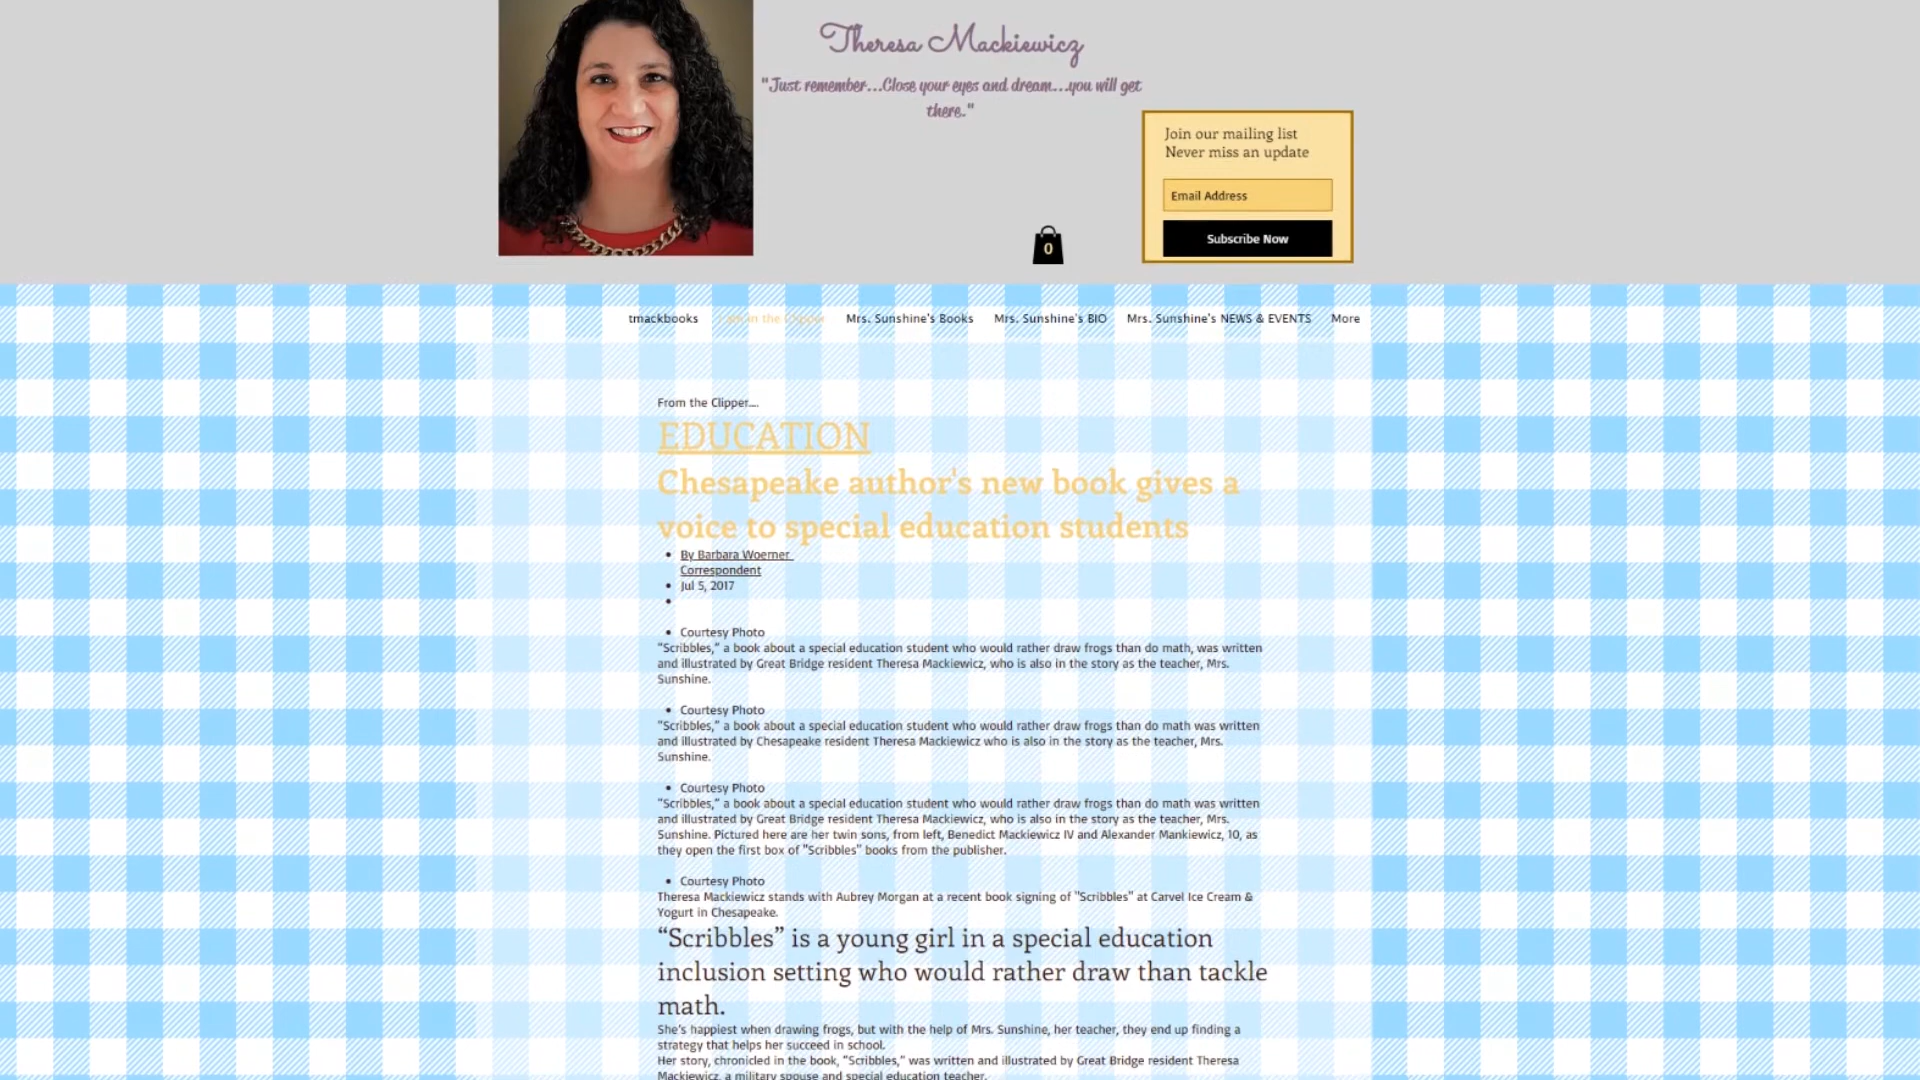 Theresa Mackiewicz
"Just remember...Close your eyes and dream...you will get
there."
Join our mailing list
Never miss an update
Email Address
Subscribe Now
0
tmackbooks
in the Clipper
Mrs. Sunshine's Books
Mrs. Sunshine's BIO
Mrs. Sunshine's NEWS & EVENTS
More
From the Clipper....
EDUCATION
Chesapeake author's new book gives a
voice to special education students
By Barbara Woerner
Correspondent
Jul 5, 2017
Courtesy Photo
"Scribbles," a book about a special education student who would rather draw frogs than do math, was written
and illustrated by Great Bridge resident Theresa Mackiewicz, who is also in the story as the teacher, Mrs.
Sunshine.
Courtesy Photo
"Scribbles," a book about a special education student who would rather draw frogs than do math was written
and illustrated by Chesapeake resident Theresa Mackiewicz who is also in the story as the teacher, Mrs.
Sunshine.
Courtesy Photo
"Scribbles," a book about a special education student who would rather draw frogs than do math was written
and illustrated by Great Bridge resident Theresa Mackiewicz, who is also in the story as the teacher, Mrs.
Sunshine. Pictured here are her twin sons, from left, Benedict Mackiewicz IV and Alexander Mankiewicz, 10, as
they open the first box of "Scribbles" books from the publisher.
Courtesy Photo
Theresa Mackiewicz stands with Aubrey Morgan at a recent book signing of "Scribbles" at Carvel Ice Cream &
Yogurt in Chesapeake.
“Scribbles” is a young girl in a special education
inclusion setting who would rather draw than tackle
math.
She's happiest when drawing frogs, but with the help of Mrs. Sunshine, her teacher, they end up finding a
strategy that helps her succeed in school.
Her story, chronicled in the book, “Scribbles,” was written and illustrated by Great Bridge resident Theresa
Mackiewicz, a military spouse and special education teacher.